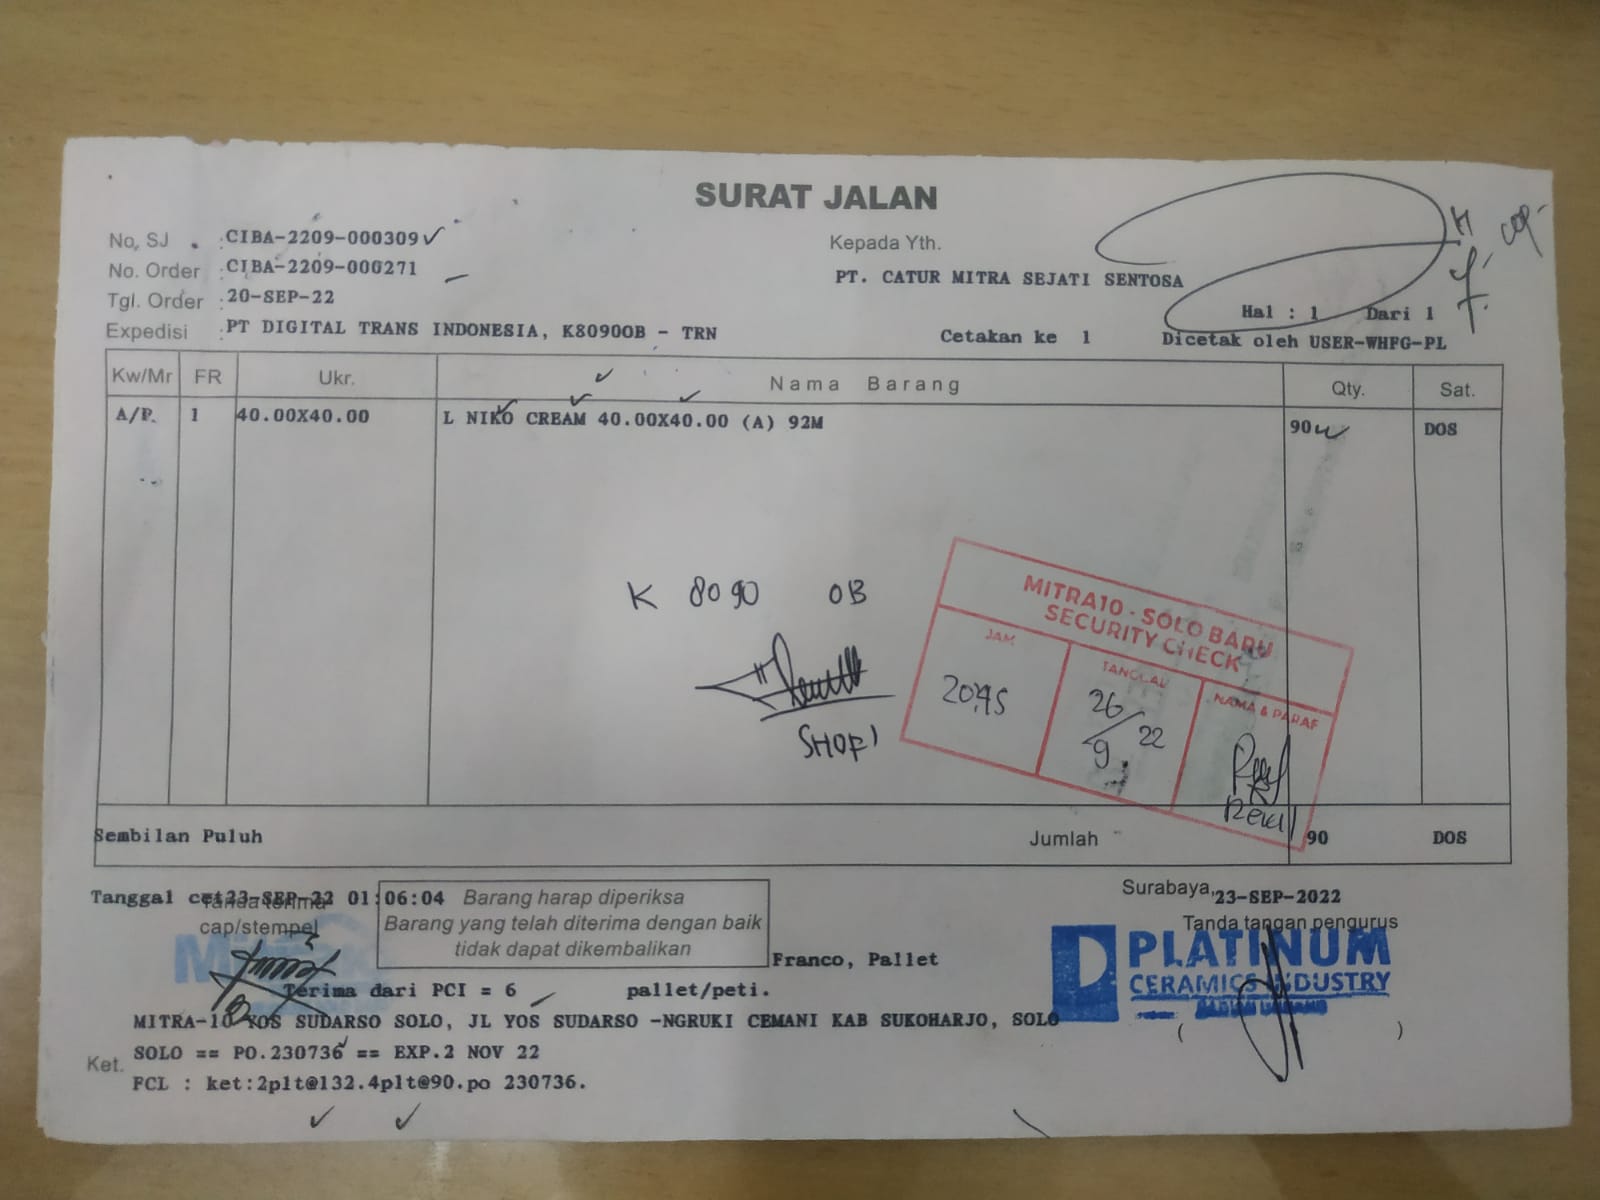 SURAT JALAN
No. SJ : CIBA-2209-000309
No. Order : CIBA-2209-000271
Tgl. Order : 20-SEP-22
Expedisi : PT DIGITAL TRANS INDONESIA, K8090OB - TRN
Kepada Yth.
PT. CATUR MITRA SEJATI SENTOSA
Hal : 1 Dari 1
Cetakan ke 1 Dicetak oleh USER-WHFG-PL
Kw/Mr FR Ukr. Nama Barang Qty. Sat.
A/P. 1 40.00X40.00 L NIKO CREAM 40.00X40.00 (A) 92M 90 DOS
K 8090 OB
MITRA10 - SOLO BARU
SECURITY CHECK
JAM TANGGAL NAMA & PARAF
20.45 26/9 22
Sembilan Puluh Jumlah 90 DOS
Tanggal cet23-SEP-22 01:06:04
Tanda terima
cap/stempel
Barang harap diperiksa
Barang yang telah diterima dengan baik
tidak dapat dikembalikan
Surabaya, 23-SEP-2022
Tanda tangan pengurus
PLATINUM
CERAMICS INDUSTRY
Franco, Pallet
Terima dari PCI = 6 pallet/peti.
MITRA-10 YOS SUDARSO SOLO, JL YOS SUDARSO -NGRUKI CEMANI KAB SUKOHARJO, SOLO
( )
Ket. SOLO == PO.230736 == EXP.2 NOV 22
FCL : ket:2plt@132.4plt@90.po 230736.